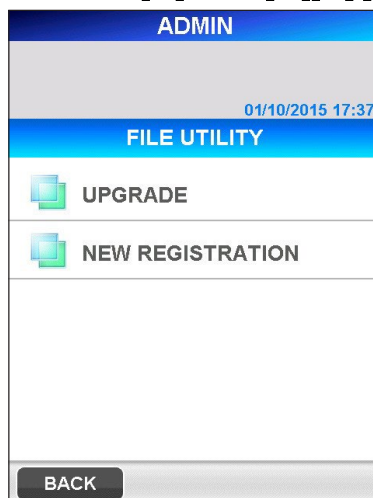 ADMIN
01/10/2015 17:37
FILE UTILITY
UPGRADE
NEW REGISTRATION
BACK